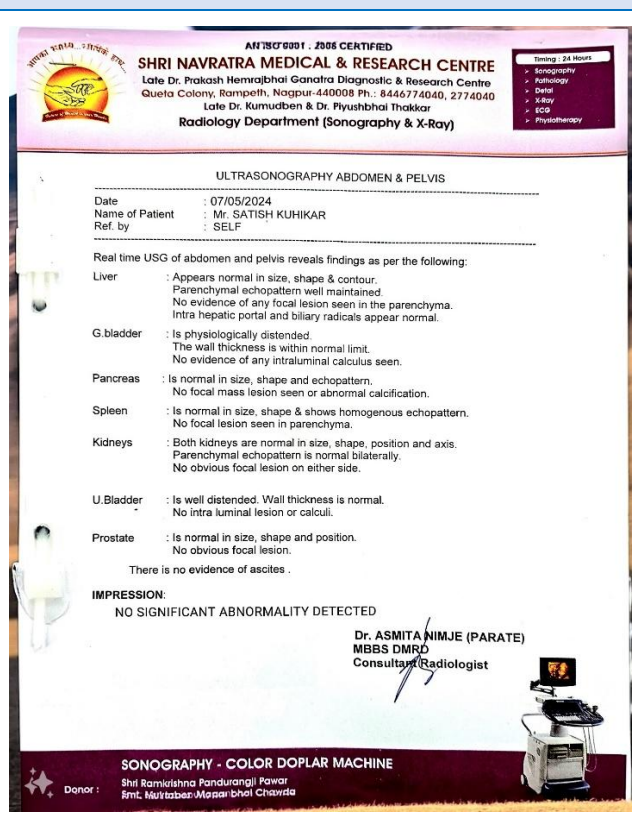 AN ISO 9001 : 2008 CERTIFIED
SHRI NAVRATRA MEDICAL & RESEARCH CENTRE
Late Dr. Prakash Hemrajbhai Ganatra Diagnostic & Research Centre
Queta Colony, Rampeth, Nagpur-440008 Ph.: 8446774040, 2774040
Late Dr. Kumudben & Dr. Piyushbhai Thakkar
Radiology Department (Sonography & X-Ray)
Timing : 24 Hours
> Sonography
> Pathology
> Detal
> X-Ray
> ECG
> Physiotherapy
ULTRASONOGRAPHY ABDOMEN & PELVIS
Date : 07/05/2024
Name of Patient : Mr. SATISH KUHIKAR
Ref. by : SELF
Real time USG of abdomen and pelvis reveals findings as per the following:
Liver : Appears normal in size, shape & contour.
Parenchymal echopattern well maintained.
No evidence of any focal lesion seen in the parenchyma.
Intra hepatic portal and biliary radicals appear normal.
G.bladder : Is physiologically distended.
The wall thickness is within normal limit.
No evidence of any intraluminal calculus seen.
Pancreas : Is normal in size, shape and echopattern.
No focal mass lesion seen or abnormal calcification.
Spleen : Is normal in size, shape & shows homogenous echopattern.
No focal lesion seen in parenchyma.
Kidneys : Both kidneys are normal in size, shape, position and axis.
Parenchymal echopattern is normal bilaterally.
No obvious focal lesion on either side.
U.Bladder : Is well distended. Wall thickness is normal.
No intra luminal lesion or calculi.
Prostate : Is normal in size, shape and position.
No obvious focal lesion.
There is no evidence of ascites .
IMPRESSION:
NO SIGNIFICANT ABNORMALITY DETECTED
Dr. ASMITA NIMJE (PARATE)
MBBS DMRD
Consultant Radiologist
SONOGRAPHY - COLOR DOPLAR MACHINE
Donor : Shri Ramkrishna Pandurangji Pawar
Smt. Muktaben Maganbhai Chawda